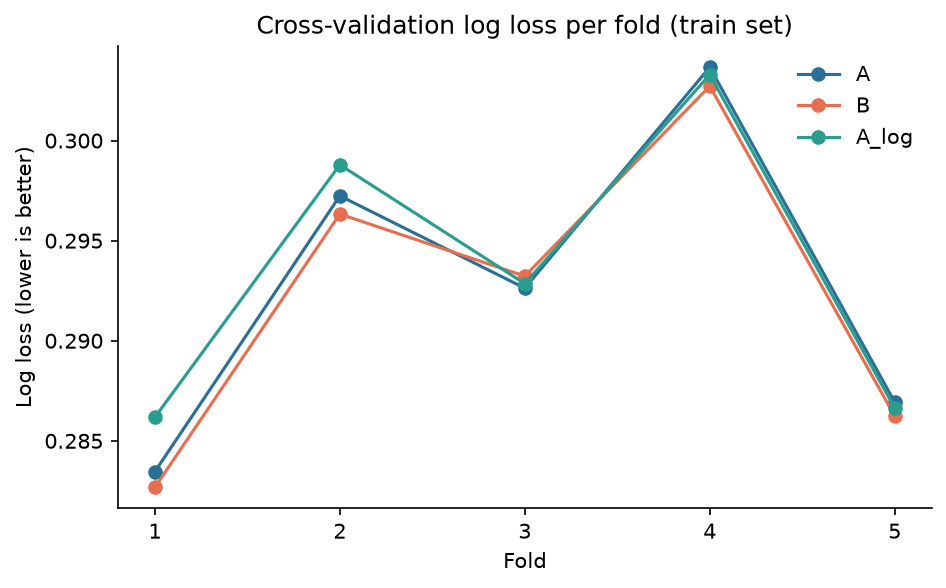 Cross-validation log loss per fold (train set)
A
B
A_log
Log loss (lower is better)
0.300
0.295
0.290
0.285
1 2 3 4 5
Fold